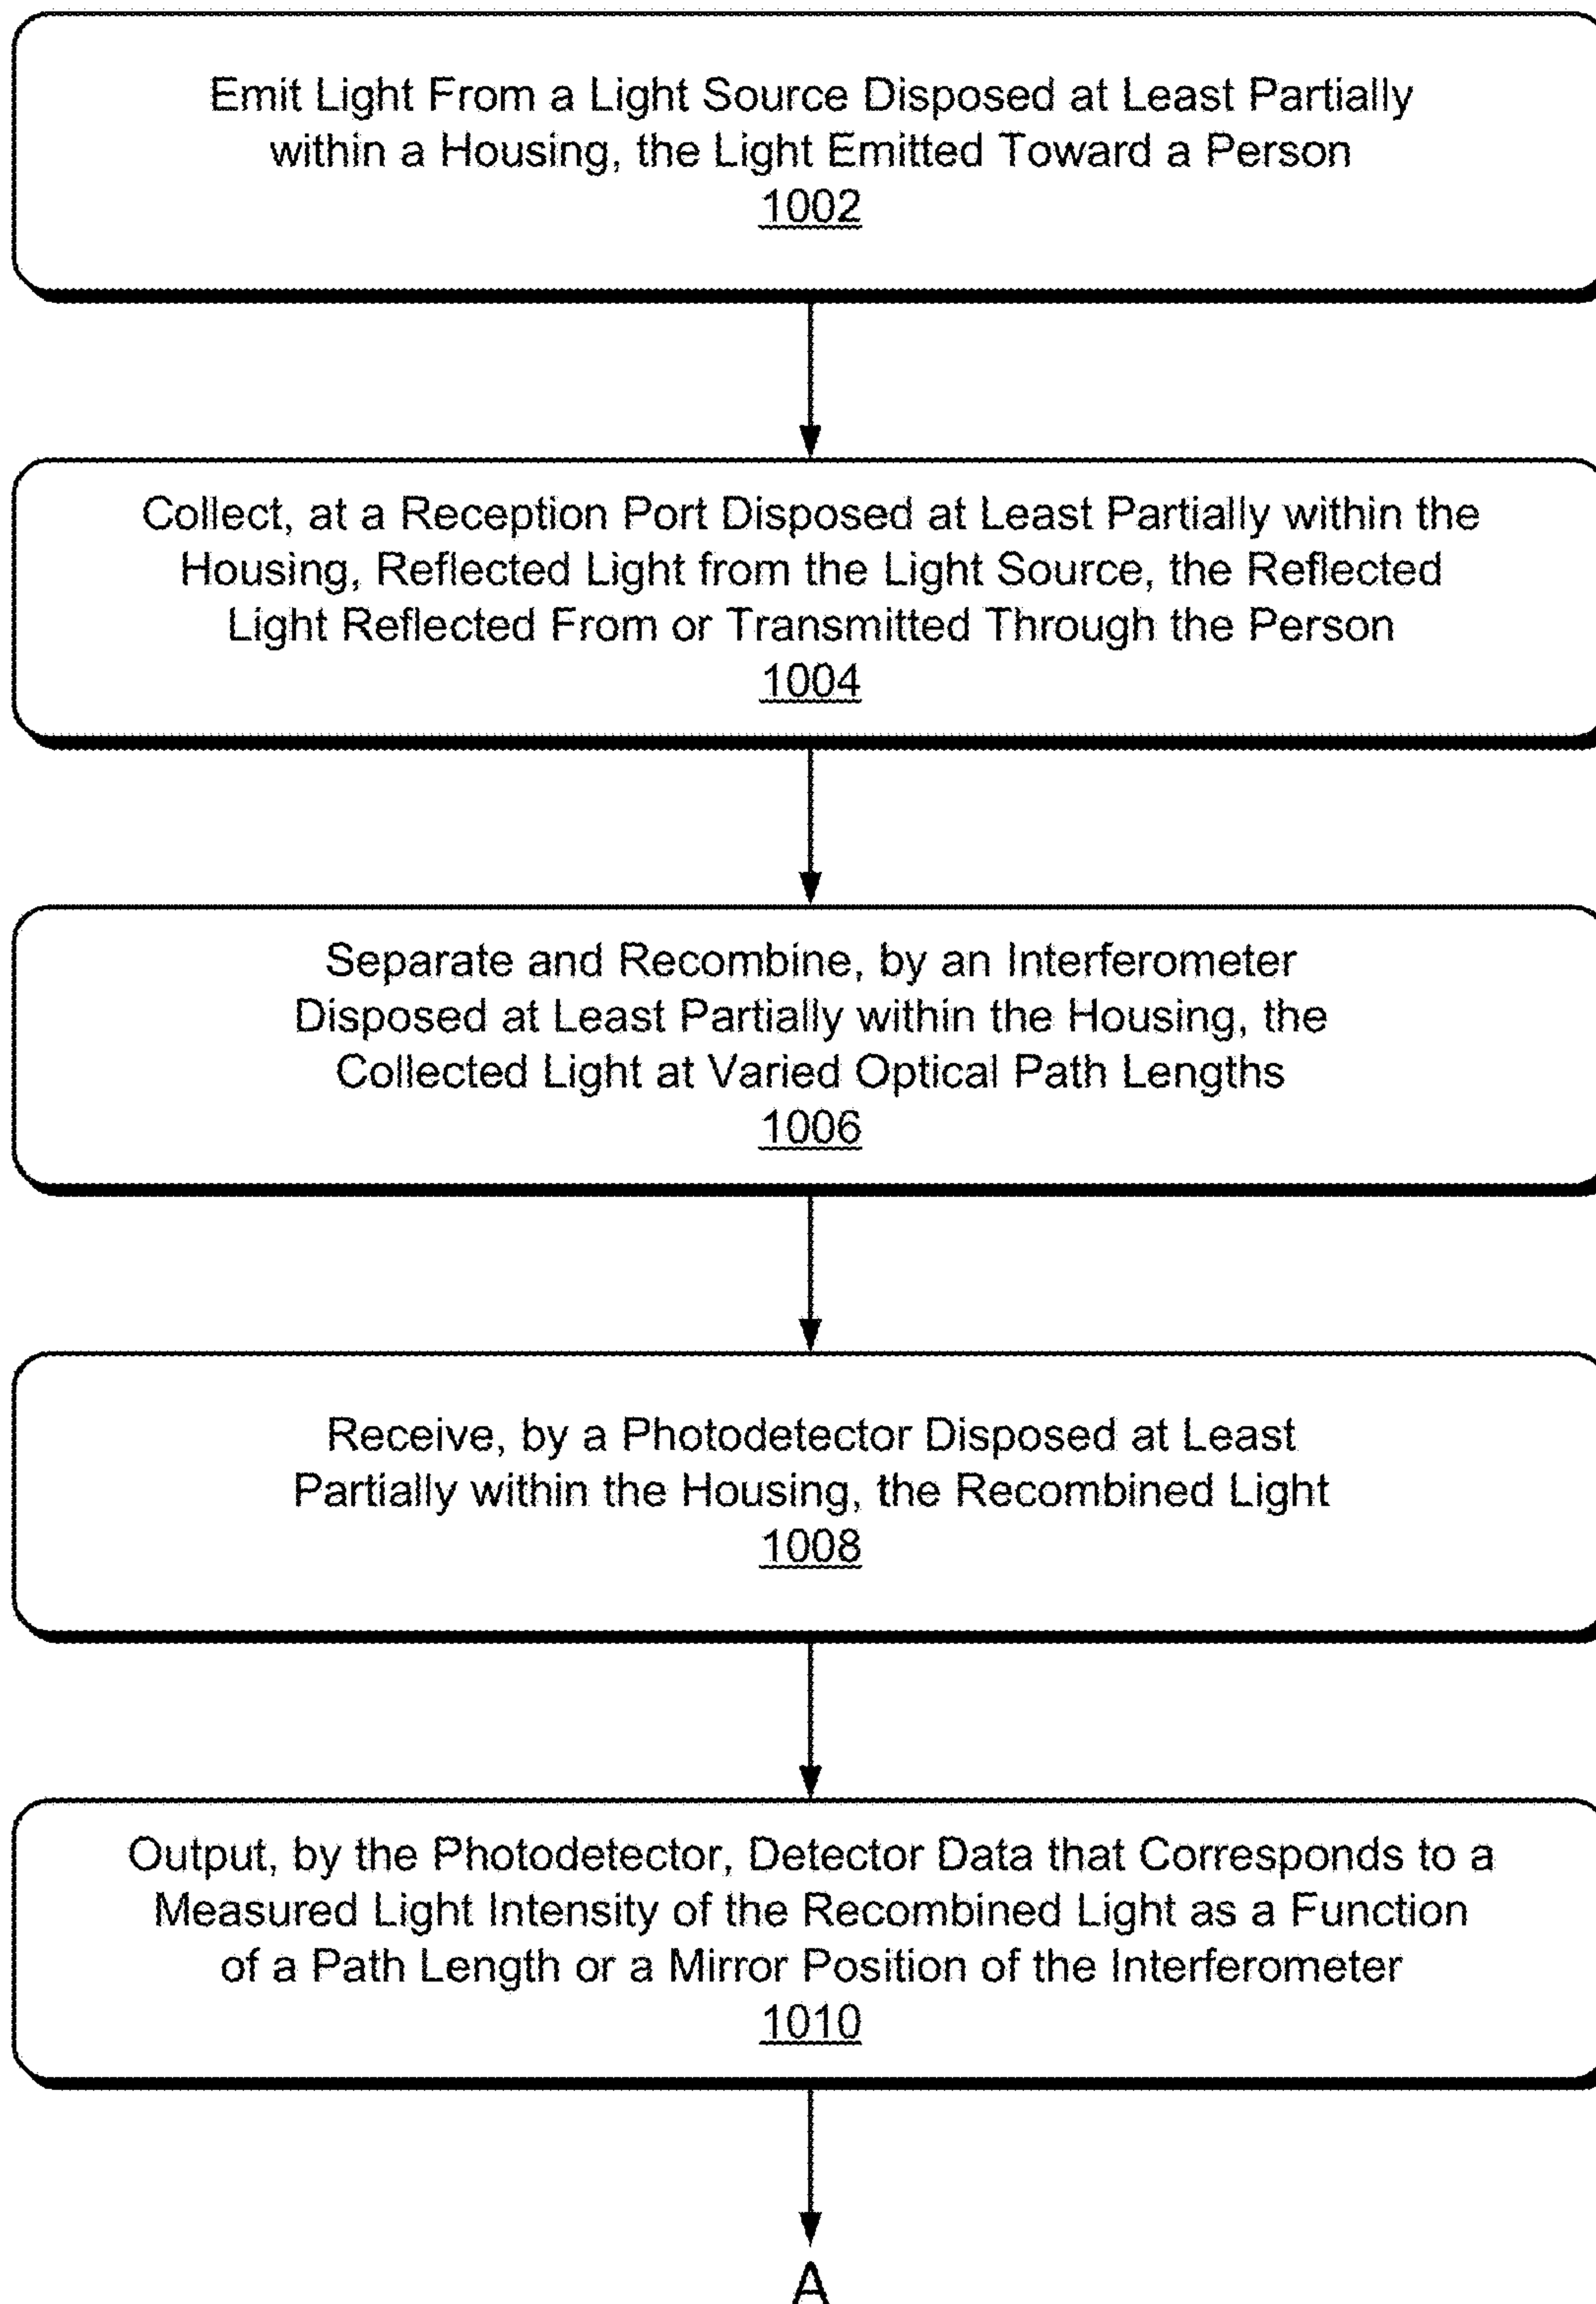 Emit Light From a Light Source Disposed at Least Partially
within a Housing, the Light Emitted Toward a Person
1002
Collect, at a Reception Port Disposed at Least Partially within the
Housing, Reflected Light from the Light Source, the Reflected
Light Reflected From or Transmitted Through the Person
1004
Separate and Recombine, by an Interferometer
Disposed at Least Partially within the Housing, the
Collected Light at Varied Optical Path Lengths
1006
Receive, by a Photodetector Disposed at Least
Partially within the Housing, the Recombined Light
1008
Output, by the Photodetector, Detector Data that Corresponds to a
Measured Light Intensity of the Recombined Light as a Function
of a Path Length or a Mirror Position of the Interferometer
1010
A